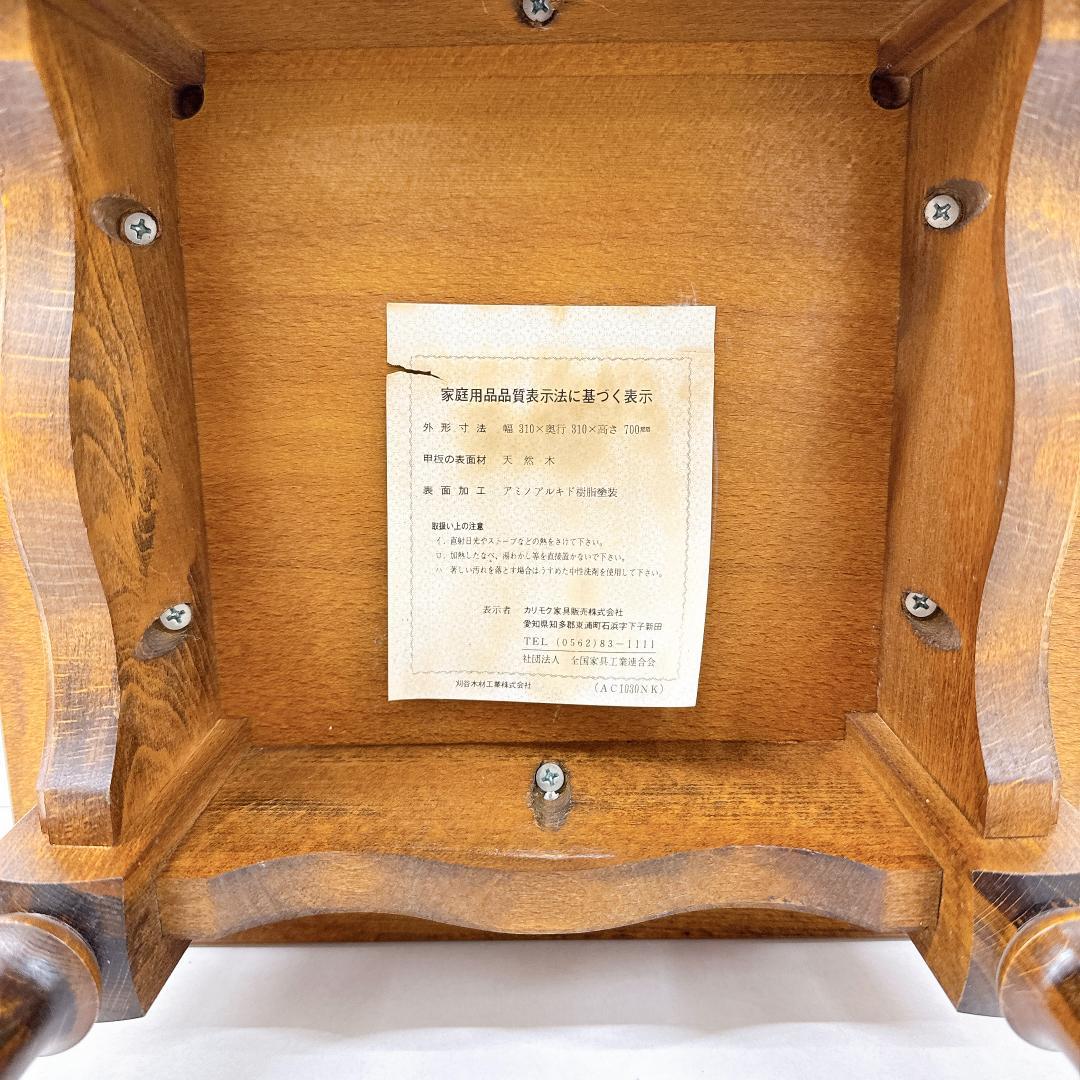 家庭用品品質表示法に基づく表示
外形寸法 幅 310×奥行 310×高さ 700mm
甲板の表面材 天然木
表面加工 アミノアルキド樹脂塗装
取扱い上の注意
イ. 直射日光やストーブなどの熱をさけて下さい。
ロ. 加熱したなべ、湯わかし等を直接置かないで下さい。
ハ. 著しい汚れを落とす場合はうすめた中性洗剤を使用して下さい。
表示者 カリモク家具販売株式会社
愛知県知多郡東浦町石浜字下子新田
TEL (0562)83-1111
社団法人 全国家具工業連合会
刈谷木材工業株式会社 (AC1030NK)